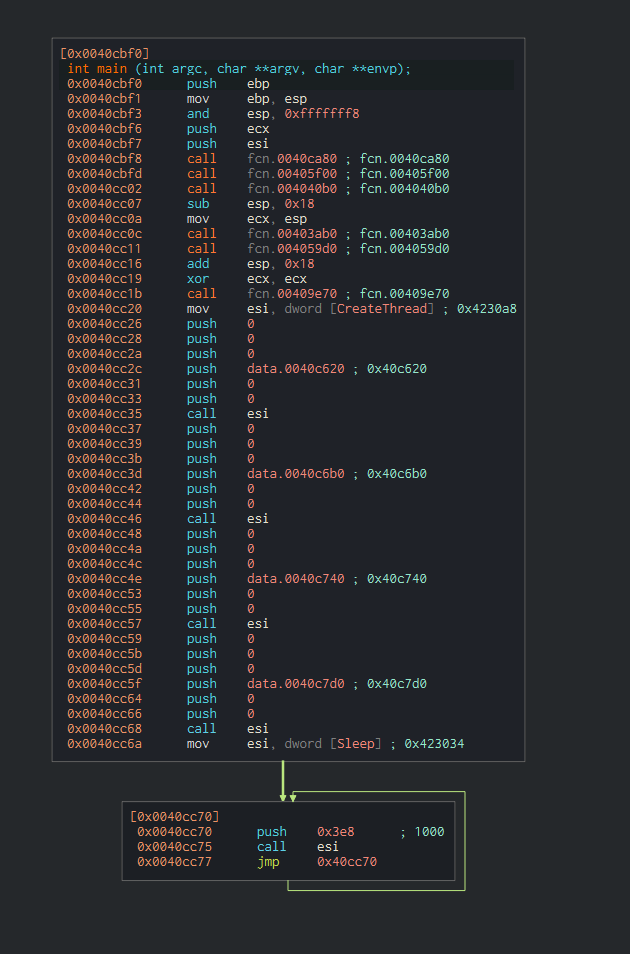 [0x0040cbf0]
int main (int argc, char **argv, char **envp);
0x0040cbf0 push ebp
0x0040cbf1 mov ebp, esp
0x0040cbf3 and esp, 0xfffffff8
0x0040cbf6 push ecx
0x0040cbf7 push esi
0x0040cbf8 call fcn.0040ca80 ; fcn.0040ca80
0x0040cbfd call fcn.00405f00 ; fcn.00405f00
0x0040cc02 call fcn.004040b0 ; fcn.004040b0
0x0040cc07 sub esp, 0x18
0x0040cc0a mov ecx, esp
0x0040cc0c call fcn.00403ab0 ; fcn.00403ab0
0x0040cc11 call fcn.004059d0 ; fcn.004059d0
0x0040cc16 add esp, 0x18
0x0040cc19 xor ecx, ecx
0x0040cc1b call fcn.00409e70 ; fcn.00409e70
0x0040cc20 mov esi, dword [CreateThread] ; 0x4230a8
0x0040cc26 push 0
0x0040cc28 push 0
0x0040cc2a push 0
0x0040cc2c push data.0040c620 ; 0x40c620
0x0040cc31 push 0
0x0040cc33 push 0
0x0040cc35 call esi
0x0040cc37 push 0
0x0040cc39 push 0
0x0040cc3b push 0
0x0040cc3d push data.0040c6b0 ; 0x40c6b0
0x0040cc42 push 0
0x0040cc44 push 0
0x0040cc46 call esi
0x0040cc48 push 0
0x0040cc4a push 0
0x0040cc4c push 0
0x0040cc4e push data.0040c740 ; 0x40c740
0x0040cc53 push 0
0x0040cc55 push 0
0x0040cc57 call esi
0x0040cc59 push 0
0x0040cc5b push 0
0x0040cc5d push 0
0x0040cc5f push data.0040c7d0 ; 0x40c7d0
0x0040cc64 push 0
0x0040cc66 push 0
0x0040cc68 call esi
0x0040cc6a mov esi, dword [Sleep] ; 0x423034
[0x0040cc70]
0x0040cc70 push 0x3e8 ; 1000
0x0040cc75 call esi
0x0040cc77 jmp 0x40cc70